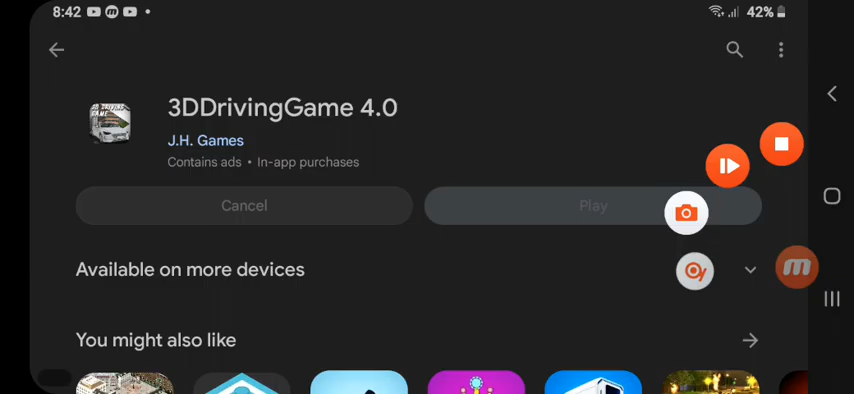 8:42
42%
3DDrivingGame 4.0
J.H. Games
Contains ads • In-app purchases
Cancel
Play
Available on more devices
You might also like